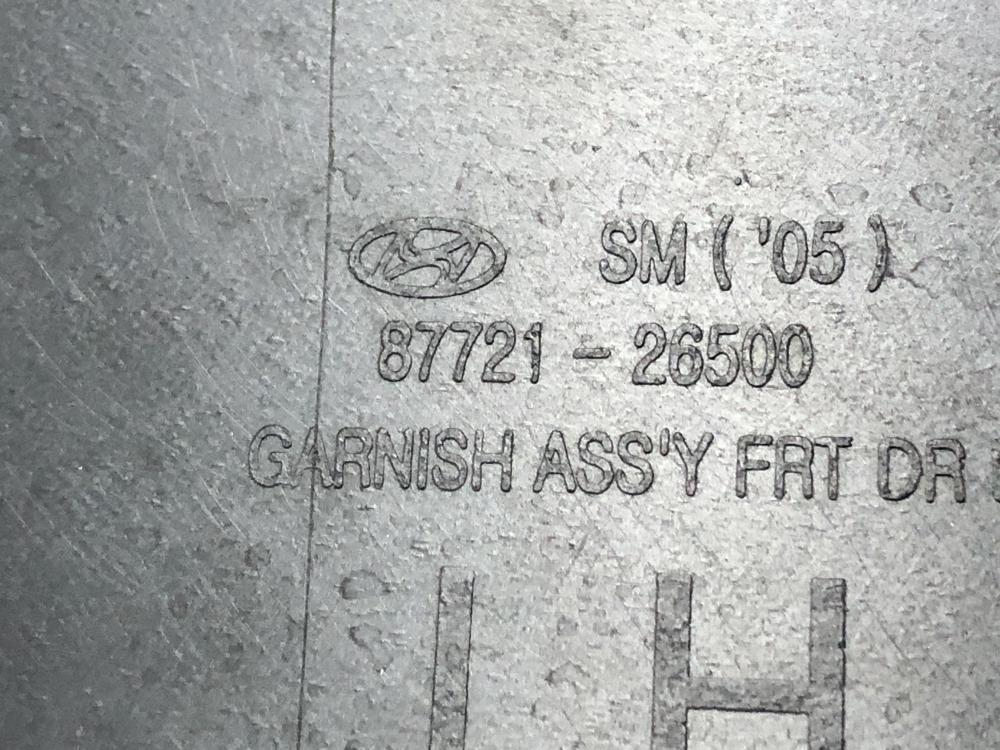 SM ( '05 )
87721 - 26500
GARNISH ASS'Y FRT DR
LH